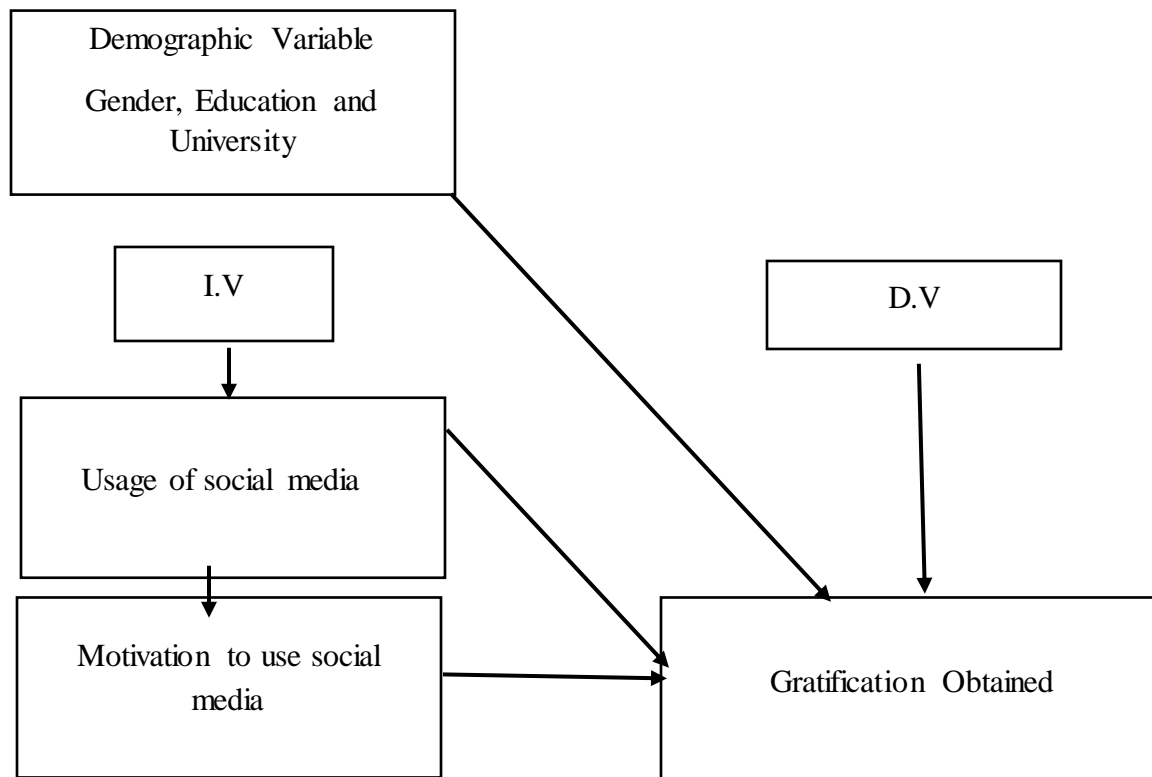 Demographic Variable
Gender, Education and
University
I.V
D.V
Usage of social media
Motivation to use social
media
Gratification Obtained